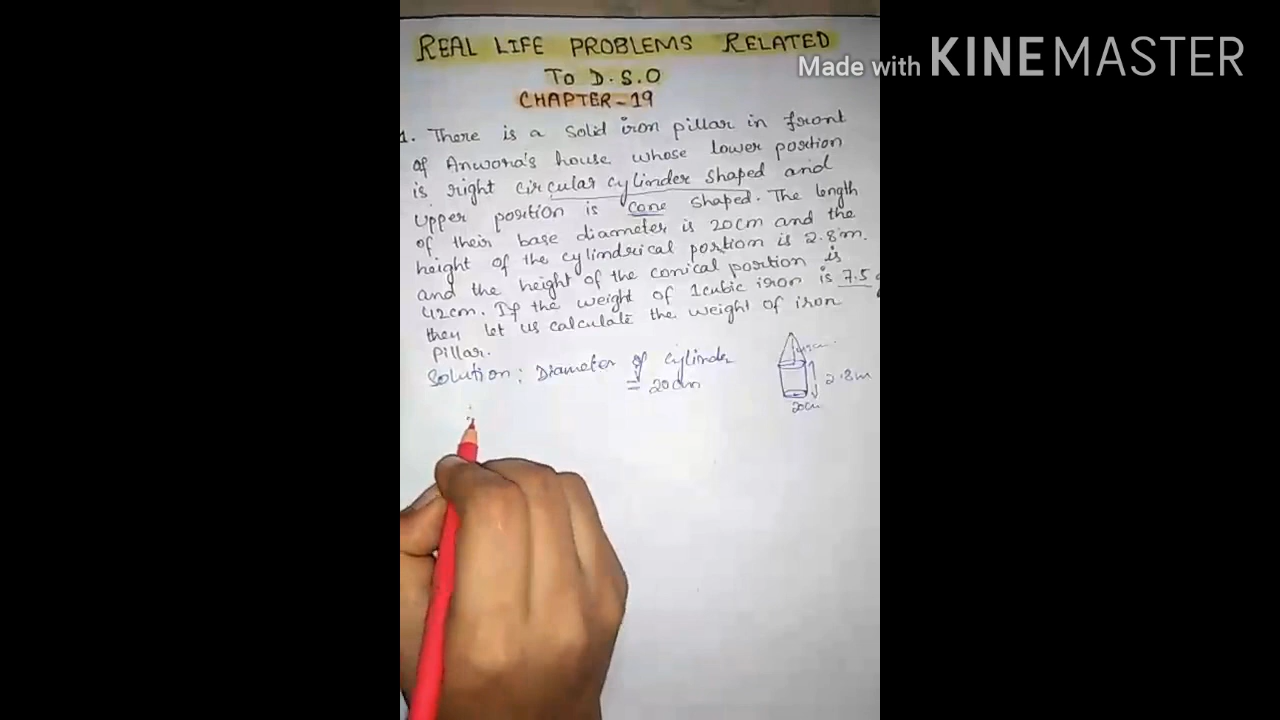 REAL LIFE PROBLEMS RELATED
TO D.S.O
CHAPTER-19
Made with KINEMASTER
1. There is a solid iron pillar in front
of Anwora's house whose lower portion
is right circular cylinder shaped and
upper portion is cone shaped. The length
of their base diameter is 20cm and the
height of the cylindrical portion is 2.8m.
and the height of the conical portion is
42cm. If the weight of 1cubic iron is 7.5
then let us calculate the weight of iron
pillar.
Solution: Diameter of cylinder
= 20cm
2.8m
20cm